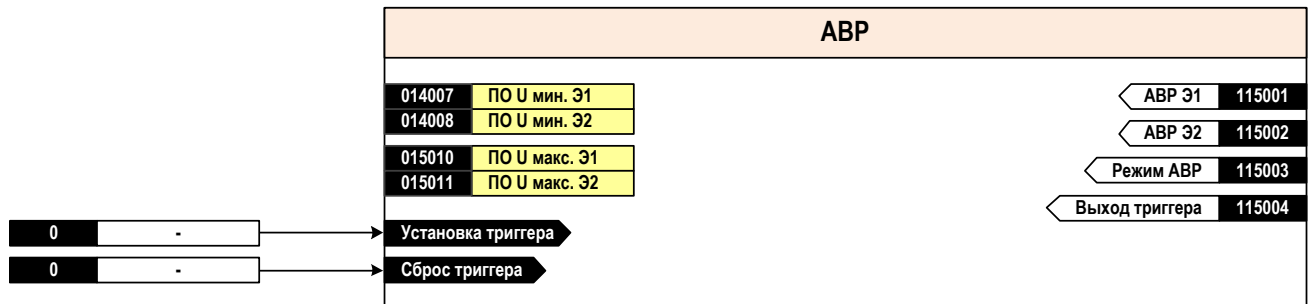 АВР
014007 ПО U мин. Э1 АВР Э1 115001
014008 ПО U мин. Э2
АВР Э2 115002
015010 ПО U макс. Э1
015011 ПО U макс. Э2
Режим АВР 115003
Выход триггера 115004
0 - Установка триггера
0 - Сброс триггера